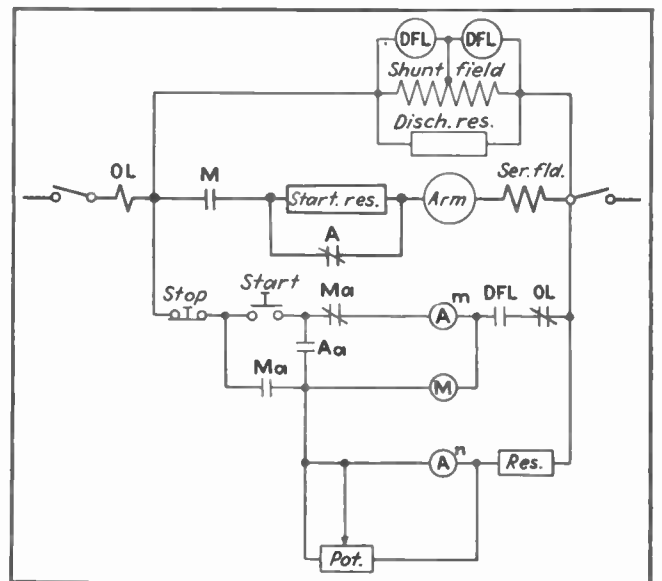 DFL DFL
Shunt field
Disch. res.
OL
M
Start. res.
Arm
Ser. fld.
A
Stop
Start
Ma
A m
DFL
OL
Aa
Ma
M
A n
Res.
Pot.